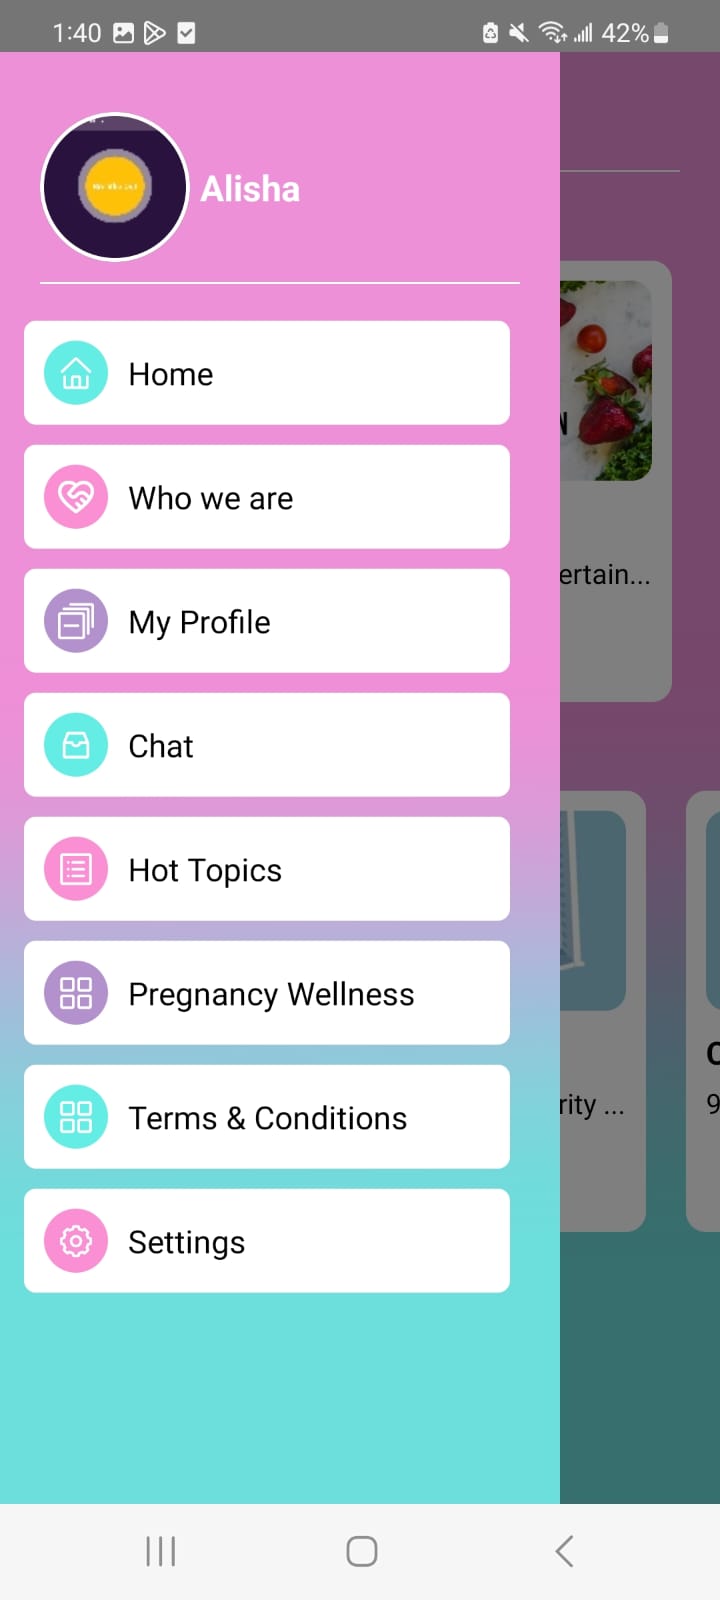 1:40
42%
Alisha
Home
Who we are
My Profile
Chat
Hot Topics
Pregnancy Wellness
Terms & Conditions
Settings
N
ertain...
rity ...
9